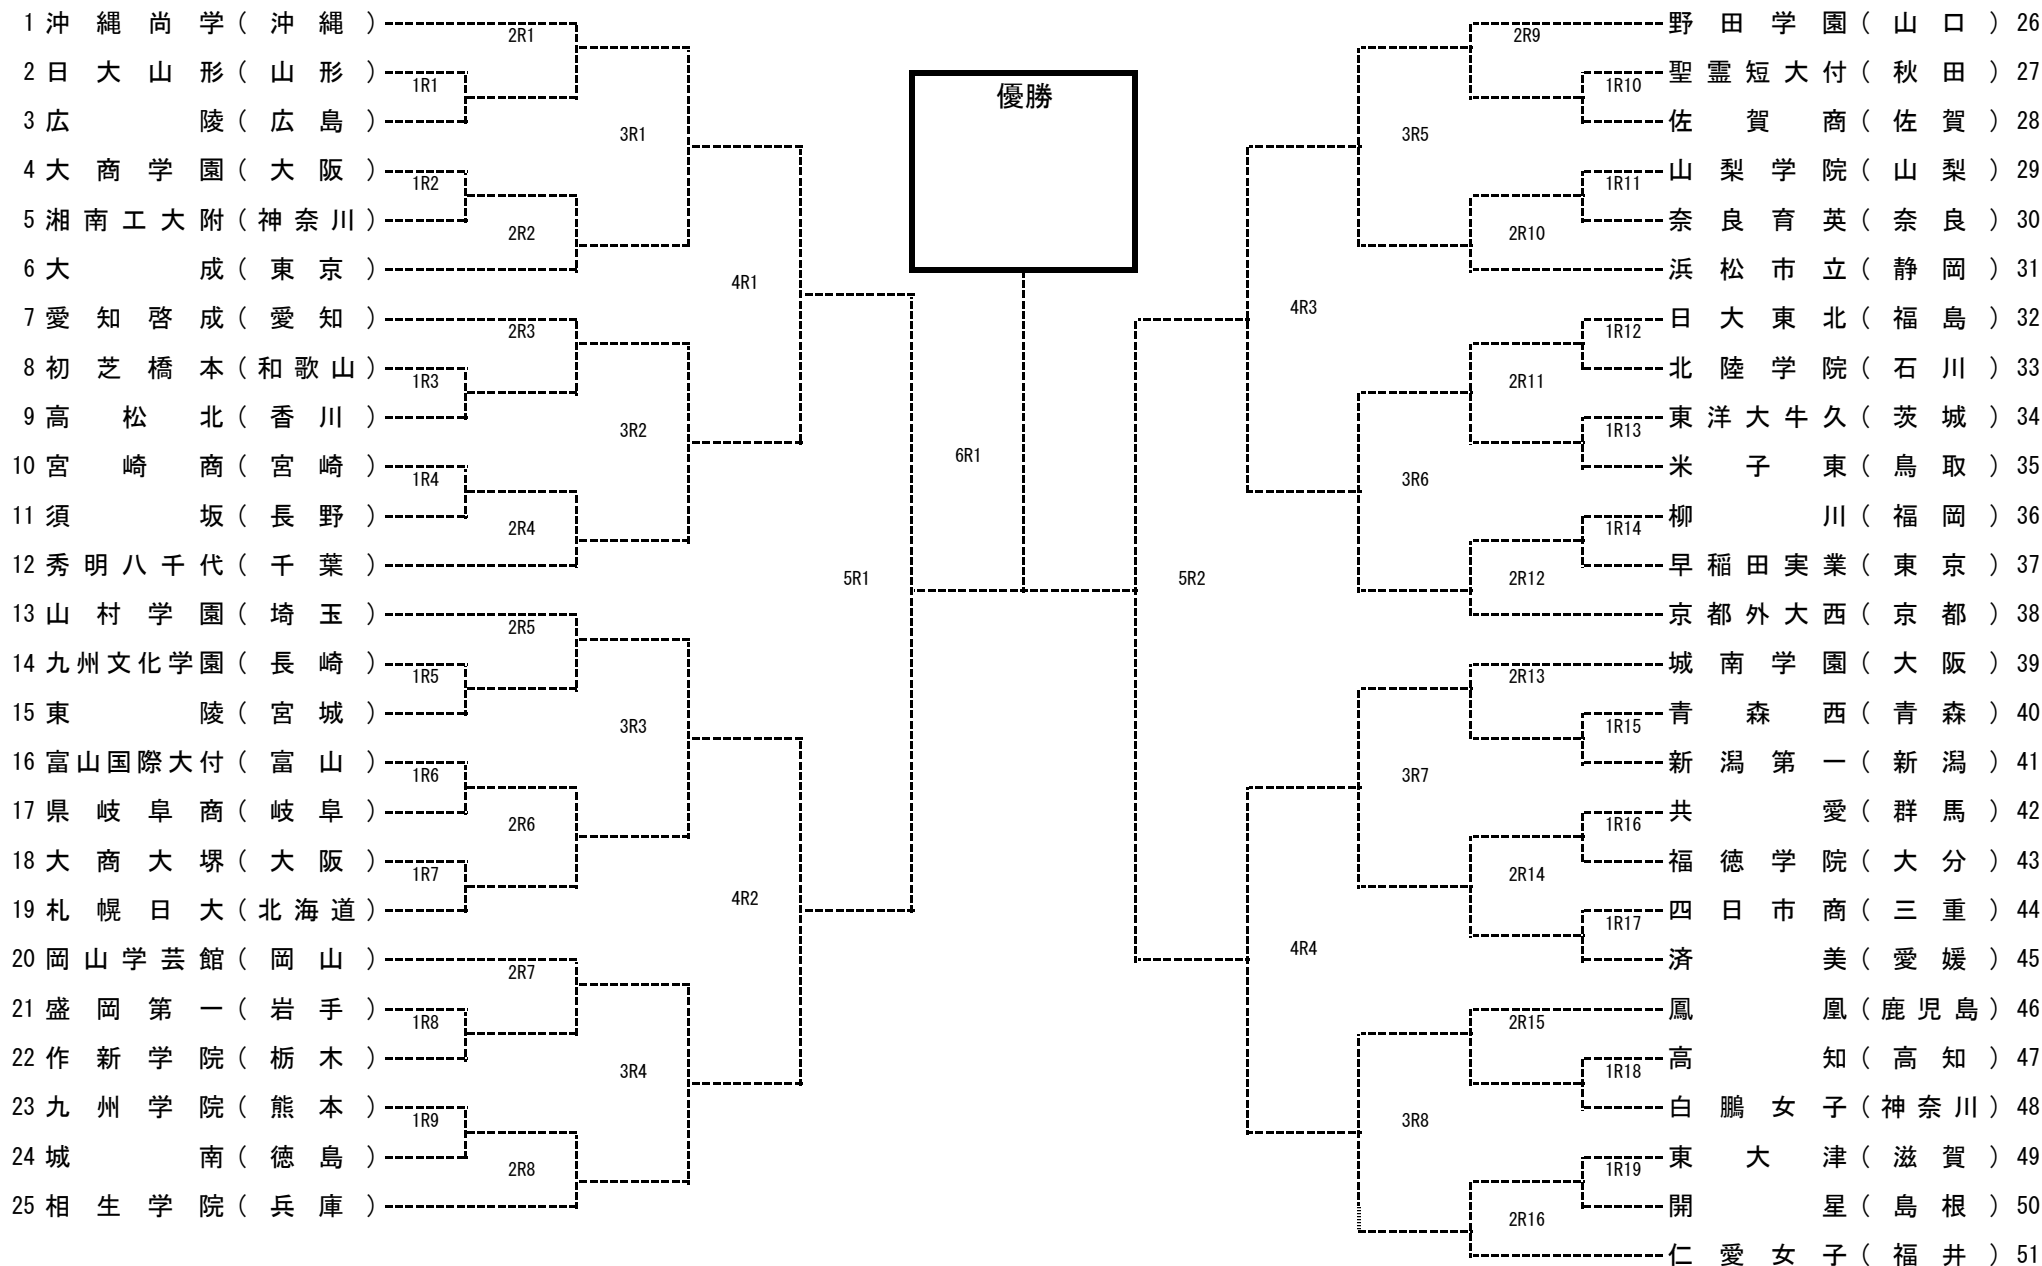 1 沖縄尚学(沖縄)
2R1
2 日大山形(山形)
1R1
3 広陵(広島)
3R1
4 大商学園(大阪)
1R2
5 湘南工大附(神奈川)
2R2
6 大成(東京)
4R1
7 愛知啓成(愛知)
2R3
8 初芝橋本(和歌山)
1R3
9 高松北(香川)
3R2
10 宮崎商(宮崎)
1R4
11 須坂(長野)
2R4
12 秀明八千代(千葉)
5R1
13 山村学園(埼玉)
2R5
14 九州文化学園(長崎)
1R5
15 東陵(宮城)
3R3
16 富山国際大付(富山)
1R6
17 県岐阜商(岐阜)
2R6
18 大商大堺(大阪)
1R7
19 札幌日大(北海道)
4R2
20 岡山学芸館(岡山)
2R7
21 盛岡第一(岩手)
1R8
22 作新学院(栃木)
3R4
23 九州学院(熊本)
1R9
24 城南(徳島)
2R8
25 相生学院(兵庫)
優勝
6R1
野田学園(山口) 26
2R9
聖霊短大付(秋田) 27
1R10
佐賀商(佐賀) 28
3R5
山梨学院(山梨) 29
1R11
奈良育英(奈良) 30
2R10
浜松市立(静岡) 31
4R3
日大東北(福島) 32
1R12
北陸学院(石川) 33
2R11
東洋大牛久(茨城) 34
1R13
米子東(鳥取) 35
3R6
柳川(福岡) 36
1R14
早稲田実業(東京) 37
2R12
5R2
京都外大西(京都) 38
城南学園(大阪) 39
2R13
青森西(青森) 40
1R15
新潟第一(新潟) 41
3R7
共愛(群馬) 42
1R16
福徳学院(大分) 43
2R14
四日市商(三重) 44
1R17
4R4
済美(愛媛) 45
鳳凰(鹿児島) 46
2R15
高知(高知) 47
1R18
白鵬女子(神奈川) 48
3R8
東大津(滋賀) 49
1R19
開星(島根) 50
2R16
仁愛女子(福井) 51